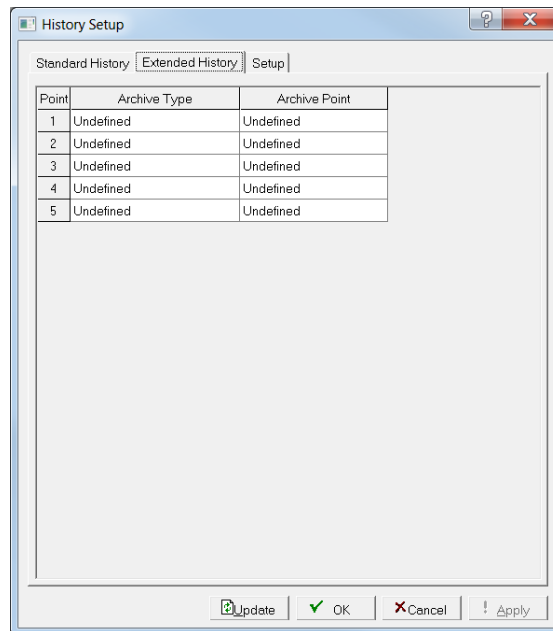 History Setup
Standard History Extended History Setup
Point Archive Type Archive Point
1 Undefined Undefined
2 Undefined Undefined
3 Undefined Undefined
4 Undefined Undefined
5 Undefined Undefined
Update OK Cancel ! Apply